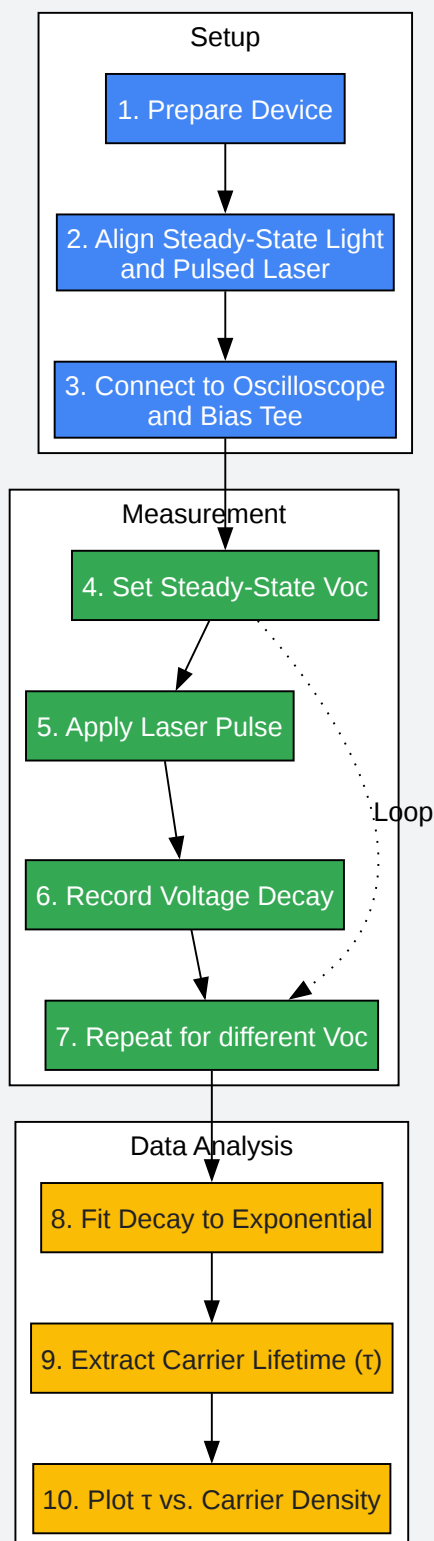 Setup
1. Prepare Device
2. Align Steady-State Light
and Pulsed Laser
3. Connect to Oscilloscope
and Bias Tee
Measurement
4. Set Steady-State Voc
5. Apply Laser Pulse
Loop
6. Record Voltage Decay
7. Repeat for different Voc
Data Analysis
8. Fit Decay to Exponential
9. Extract Carrier Lifetime (τ)
10. Plot τ vs. Carrier Density